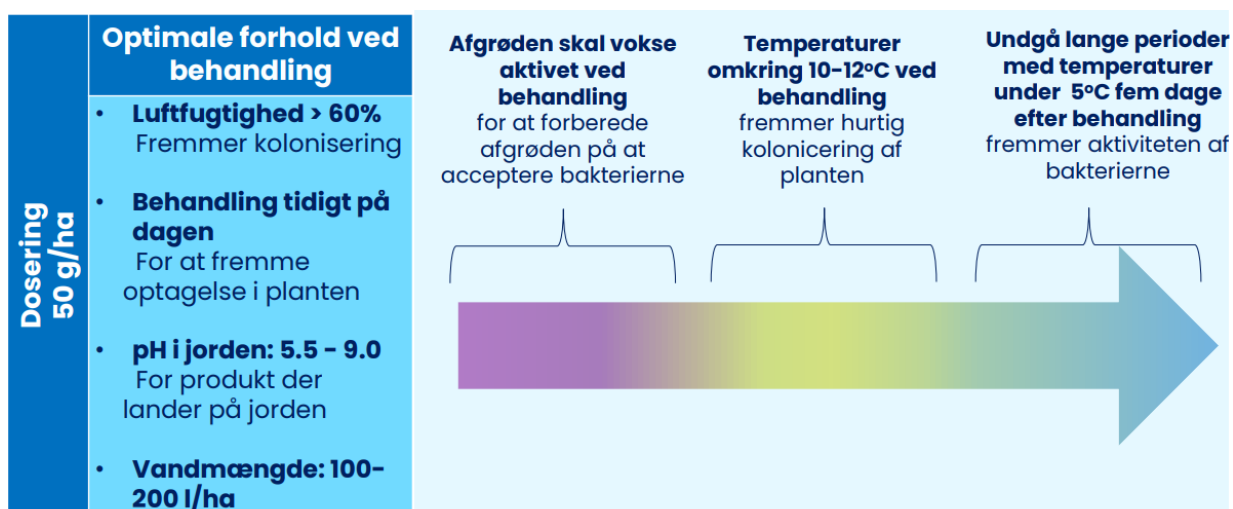 Dosering
50 g/ha
Optimale forhold ved
behandling
• Luftfugtighed > 60%
Fremmer kolonisering
• Behandling tidigt på
dagen
For at fremme
optagelse i planten
• pH i jorden: 5.5 - 9.0
For produkt der
lander på jorden
• Vandmængde: 100-
200 l/ha
Afgrøden skal vokse
aktivet ved
behandling
for at forberede
afgrøden på at
acceptere bakterierne
Temperaturer
omkring 10-12ºC ved
behandling
fremmer hurtig
kolonicering af
planten
Undgå lange perioder
med temperaturer
under 5ºC fem dage
efter behandling
fremmer aktiviteten af
bakterierne